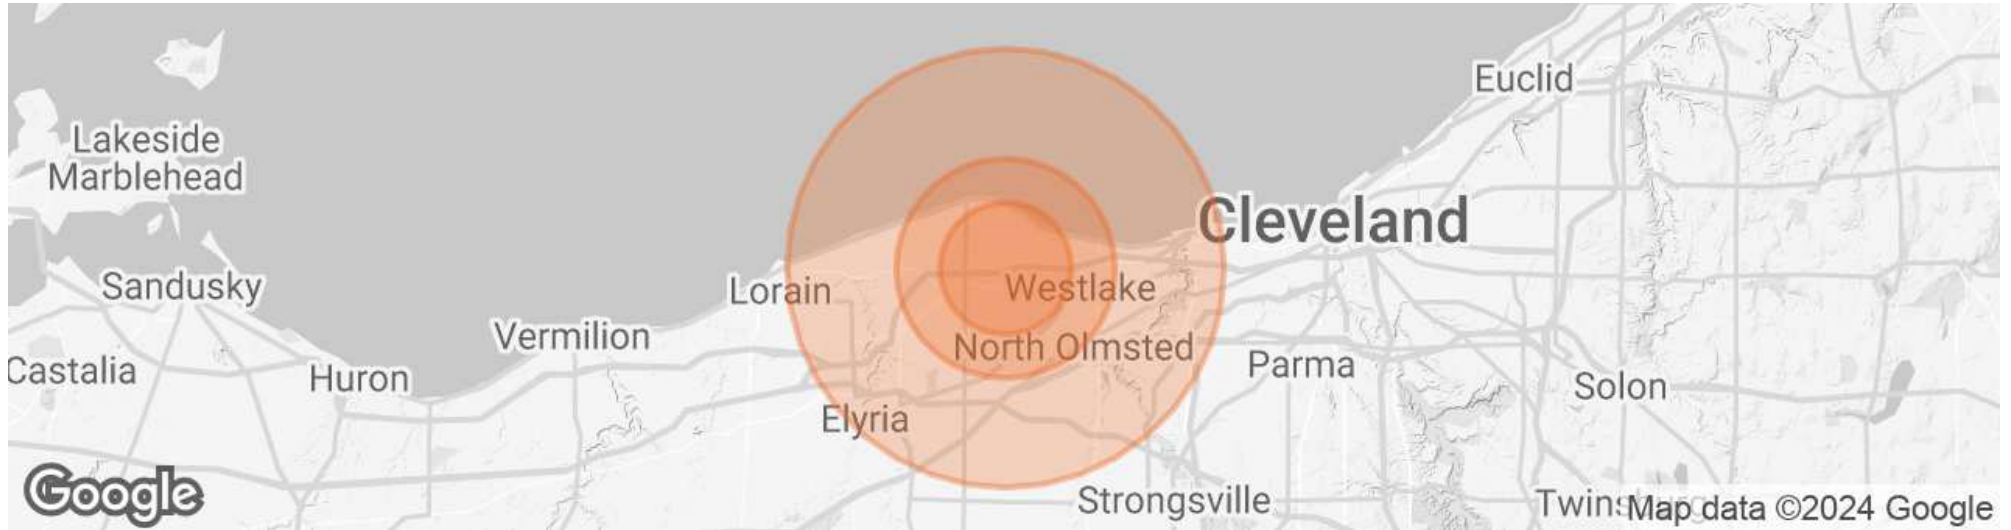 Euclid
Lakeside
Marblehead
Cleveland
Sandusky
Lorain
Westlake
Vermilion
North Olmsted
Castalia
Huron
Parma
Solon
Elyria
Google
Strongsville
Map data ©2024 Google